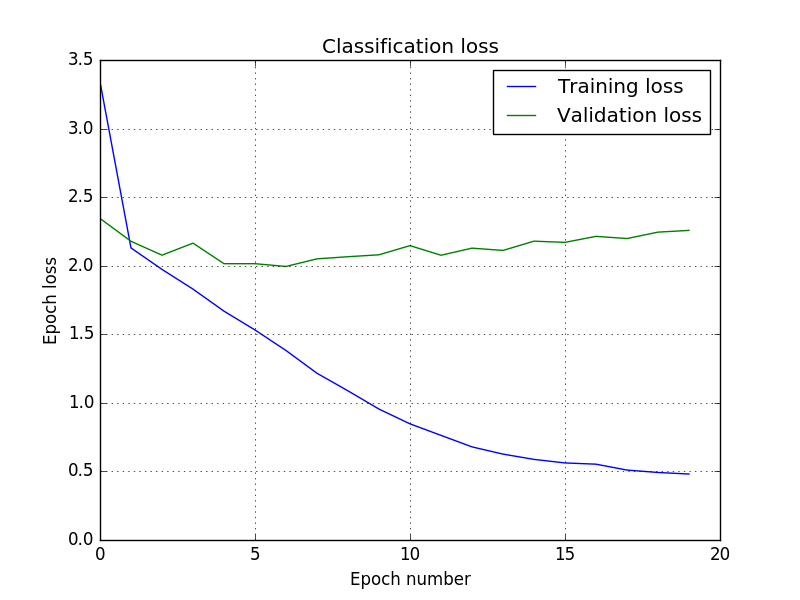 Classification loss
Training loss
Validation loss
3.5
3.0
2.5
2.0
1.5
1.0
0.5
0.0
Epoch loss
0 5 10 15 20
Epoch number